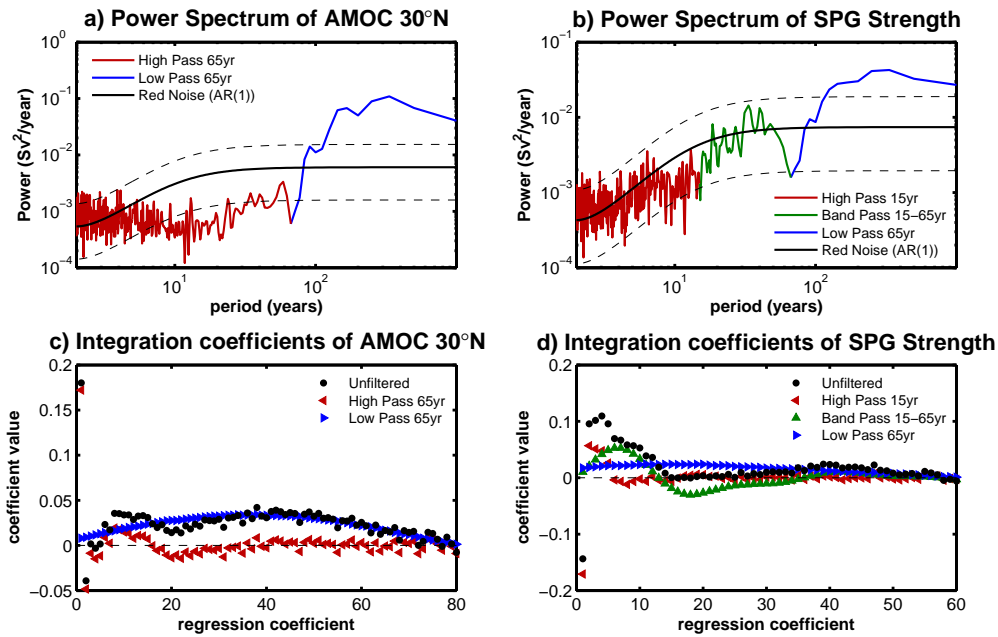 a) Power Spectrum of AMOC 30°N
10^0
10^−1
10^−2
10^−3
10^−4
Power (Sv^2/year)
High Pass 65yr
Low Pass 65yr
Red Noise (AR(1))
10^1
10^2
period (years)
b) Power Spectrum of SPG Strength
10^−1
10^−2
10^−3
10^−4
Power (Sv^2/year)
High Pass 15yr
Band Pass 15−65yr
Low Pass 65yr
Red Noise (AR(1))
10^1
10^2
period (years)
c) Integration coefficients of AMOC 30°N
0.2
0.15
0.1
0.05
0
−0.05
coefficient value
Unfiltered
High Pass 65yr
Low Pass 65yr
0 20 40 60 80
regression coefficient
d) Integration coefficients of SPG Strength
0.2
0.1
0
−0.1
−0.2
coefficient value
Unfiltered
High Pass 15yr
Band Pass 15−65yr
Low Pass 65yr
0 10 20 30 40 50 60
regression coefficient